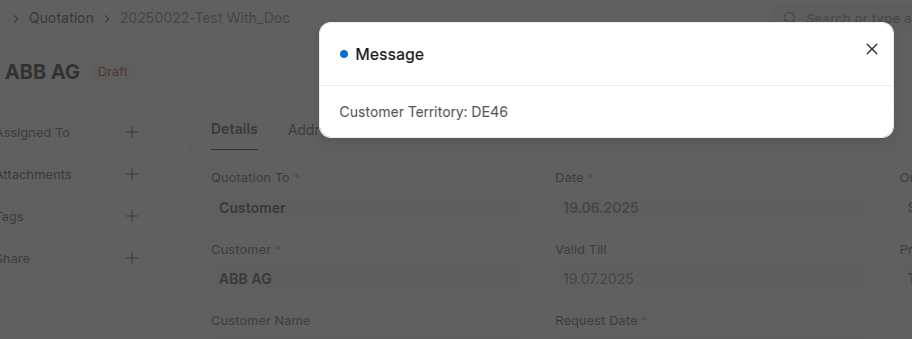 Quotation
20250022-Test With_Doc
Search or type a
Message
ABB AG
Draft
Customer Territory: DE46
Assigned To
Attachments
Tags
Share
Details
Quotation To *
Date *
Customer
19.06.2025
Customer *
Valid Till
ABB AG
19.07.2025
Customer Name
Request Date *